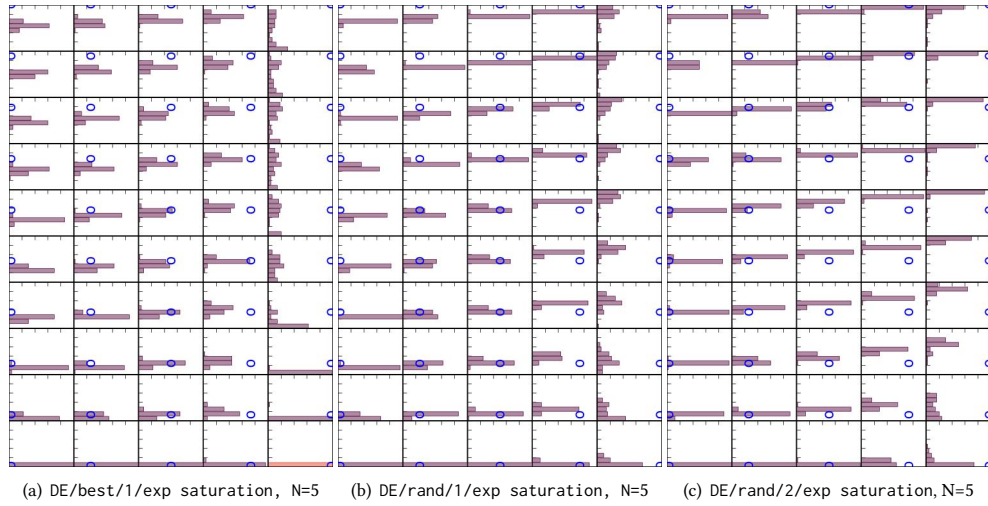 (a) DE/best/1/exp saturation, N=5
(b) DE/rand/1/exp saturation, N=5
(c) DE/rand/2/exp saturation, N=5